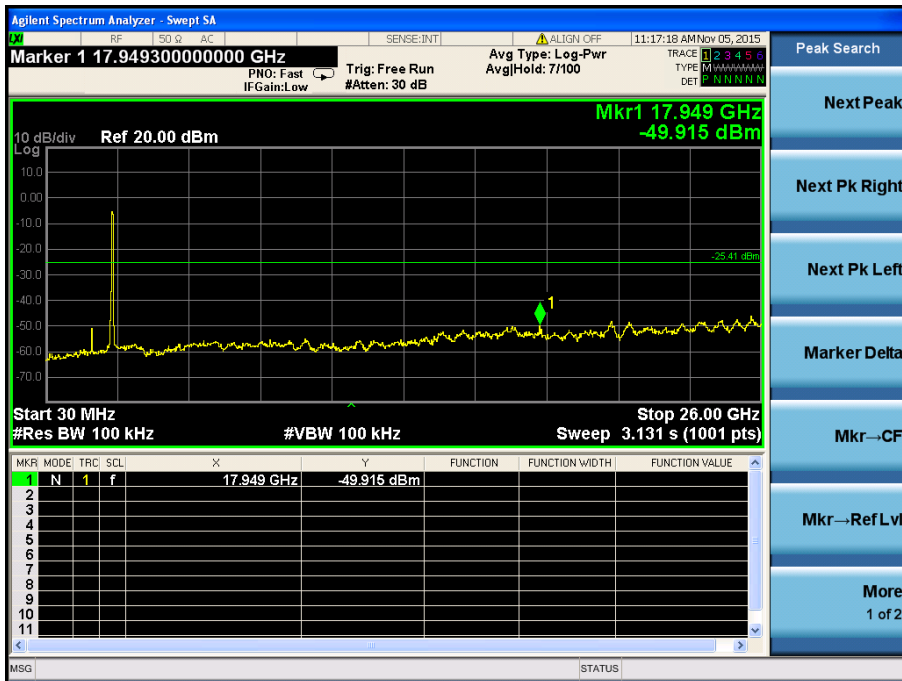 Agilent Spectrum Analyzer - Swept SA
LXI RF 50 Ω AC SENSE:INT ALIGN OFF 11:17:18 AM Nov 05, 2015
Marker 1 17.949300000000 GHz
PNO: Fast
IFGain:Low
Trig: Free Run
#Atten: 30 dB
Avg Type: Log-Pwr
Avg|Hold: 7/100
TRACE 1 2 3 4 5 6
TYPE M WWWWW
DET P N N N N N
Mkr1 17.949 GHz
-49.915 dBm
10 dB/div Ref 20.00 dBm
Log
10.0
0.00
-10.0
-20.0
-25.41 dBm
-30.0
-40.0
1
-50.0
-60.0
-70.0
Start 30 MHz Stop 26.00 GHz
#Res BW 100 kHz #VBW 100 kHz Sweep 3.131 s (1001 pts)
MKR MODE TRC SCL X Y FUNCTION FUNCTION WIDTH FUNCTION VALUE
1 N 1 f 17.949 GHz -49.915 dBm
2
3
4
5
6
7
8
9
10
11
MSG STATUS
Peak Search
Next Peak
Next Pk Right
Next Pk Left
Marker Delta
Mkr→CF
Mkr→Ref Lvl
More
1 of 2